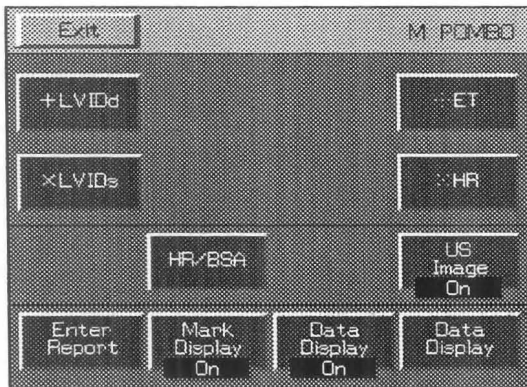 Exit
M POMBO
+LVIDd
∴ET
×LVIDs
※HR
HR/BSA
US
Image
On
Enter
Report
Mark
Display
On
Data
Display
On
Data
Display